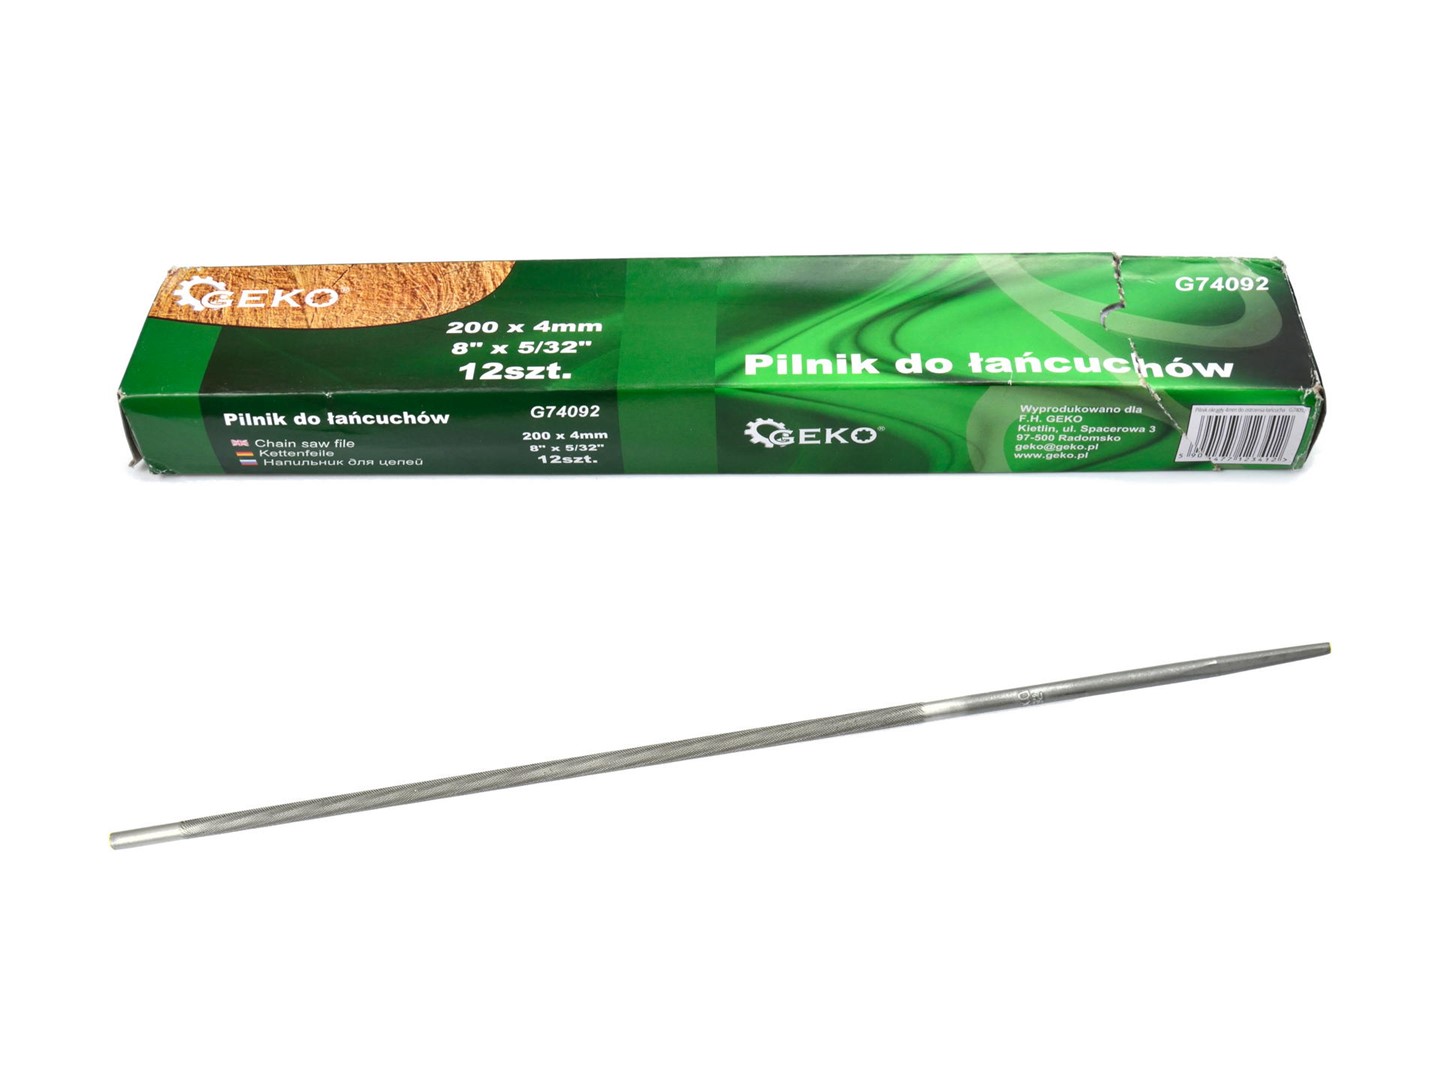 GEKO®
G74092
200 x 4mm
8" x 5/32"
12szt.
Pilnik do łańcuchów
Pilnik do łańcuchów
Chain saw file
Kettenfeile
Напильник для цепей
G74092
200 x 4mm
8" x 5/32"
12szt.
GEKO®
Wyprodukowano dla
F.H. GEKO
Kietlin, ul. Spacerowa 3
97-500 Radomsko
geko@geko.pl
www.geko.pl